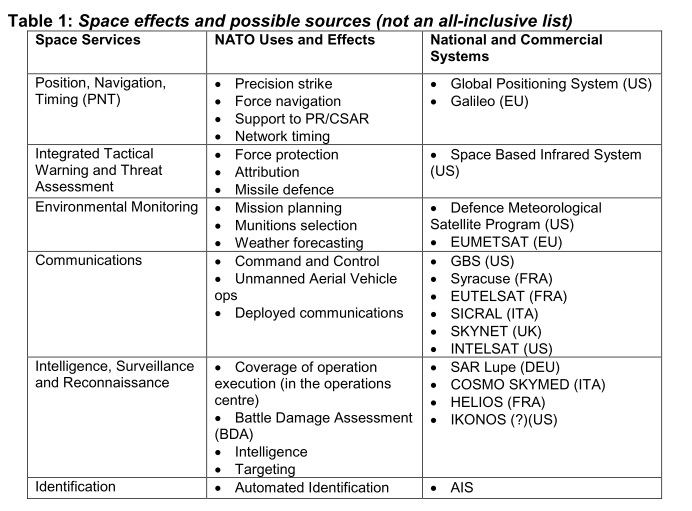 Table 1: Space effects and possible sources (not an all-inclusive list)
Space Services
NATO Uses and Effects
National and Commercial
Systems
Position, Navigation,
Timing (PNT)
• Precision strike
• Force navigation
• Support to PR/CSAR
• Network timing
• Global Positioning System (US)
• Galileo (EU)
Integrated Tactical
Warning and Threat
Assessment
• Force protection
• Attribution
• Missile defence
• Space Based Infrared System
(US)
Environmental Monitoring
• Mission planning
• Munitions selection
• Weather forecasting
• Defence Meteorological
Satellite Program (US)
• EUMETSAT (EU)
Communications
• Command and Control
• Unmanned Aerial Vehicle
ops
• Deployed communications
• GBS (US)
• Syracuse (FRA)
• EUTELSAT (FRA)
• SICRAL (ITA)
• SKYNET (UK)
• INTELSAT (US)
Intelligence, Surveillance
and Reconnaissance
• Coverage of operation
execution (in the operations
centre)
• Battle Damage Assessment
(BDA)
• Intelligence
• Targeting
• SAR Lupe (DEU)
• COSMO SKYMED (ITA)
• HELIOS (FRA)
• IKONOS (?)(US)
Identification
• Automated Identification
• AIS